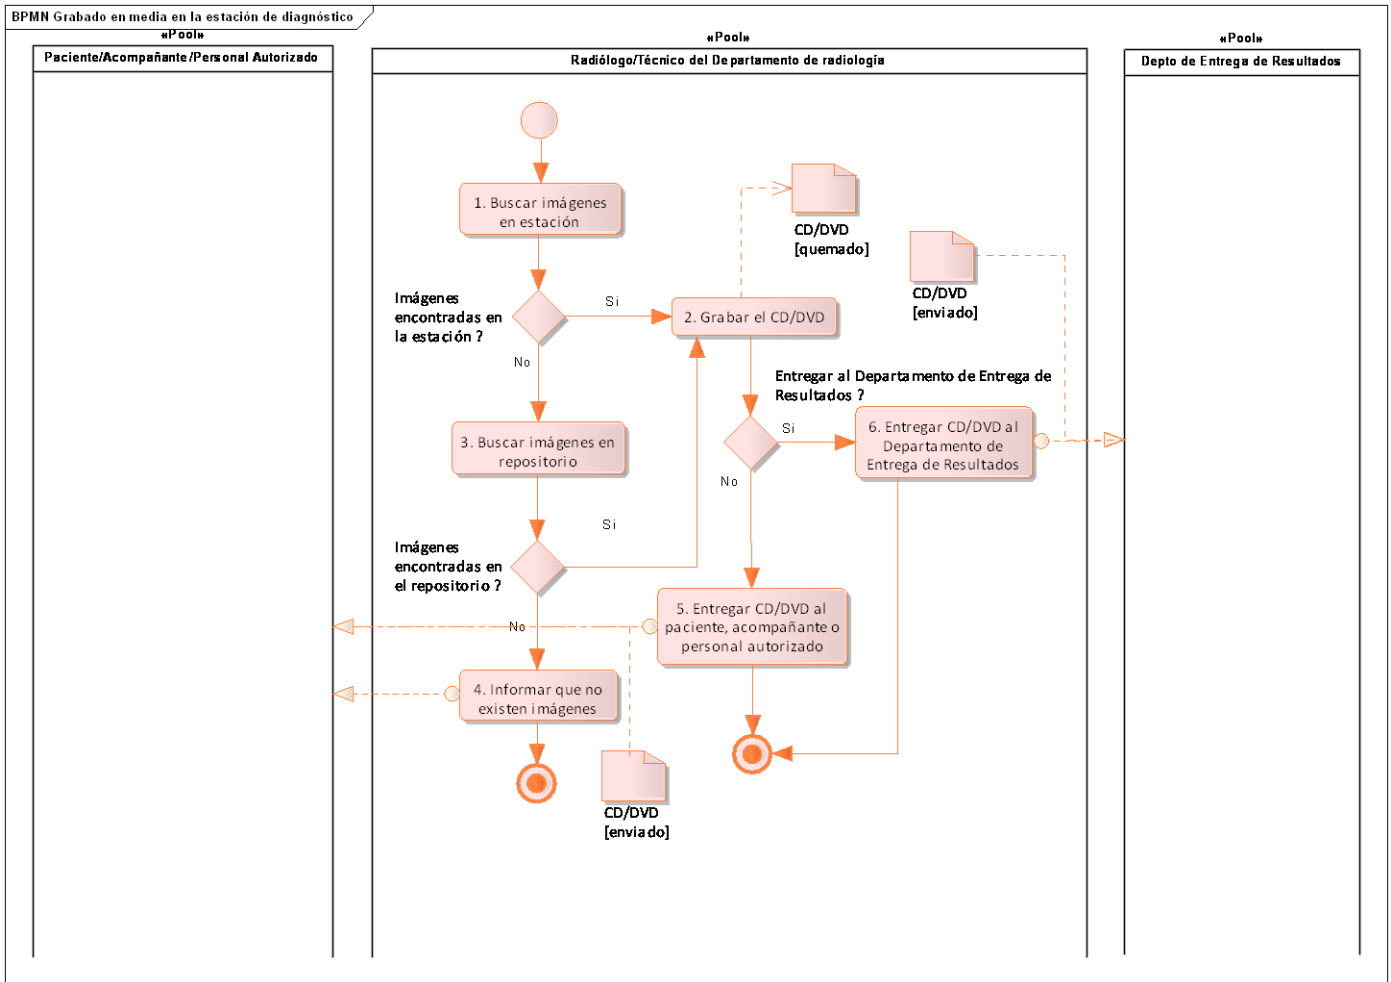 BPMN Grabado en media en la estación de diagnóstico
«Pool»
Paciente/Acompañante/Personal Autorizado
«Pool»
Radiólogo/Técnico del Departamento de radiología
«Pool»
Depto de Entrega de Resultados
1. Buscar imágenes
en estación
CD/DVD
[quemado]
CD/DVD
[enviado]
Imágenes
encontradas en
la estación ?
Si
2. Grabar el CD/DVD
No
Entregar al Departamento de Entrega de
Resultados ?
3. Buscar imágenes en
repositorio
Si
6. Entregar CD/DVD al
Departamento de
Entrega de Resultados
No
Si
Imágenes
encontradas en
el repositorio ?
No
5. Entregar CD/DVD al
paciente, acompañante o
personal autorizado
4. Informar que no
existen imágenes
CD/DVD
[enviado]